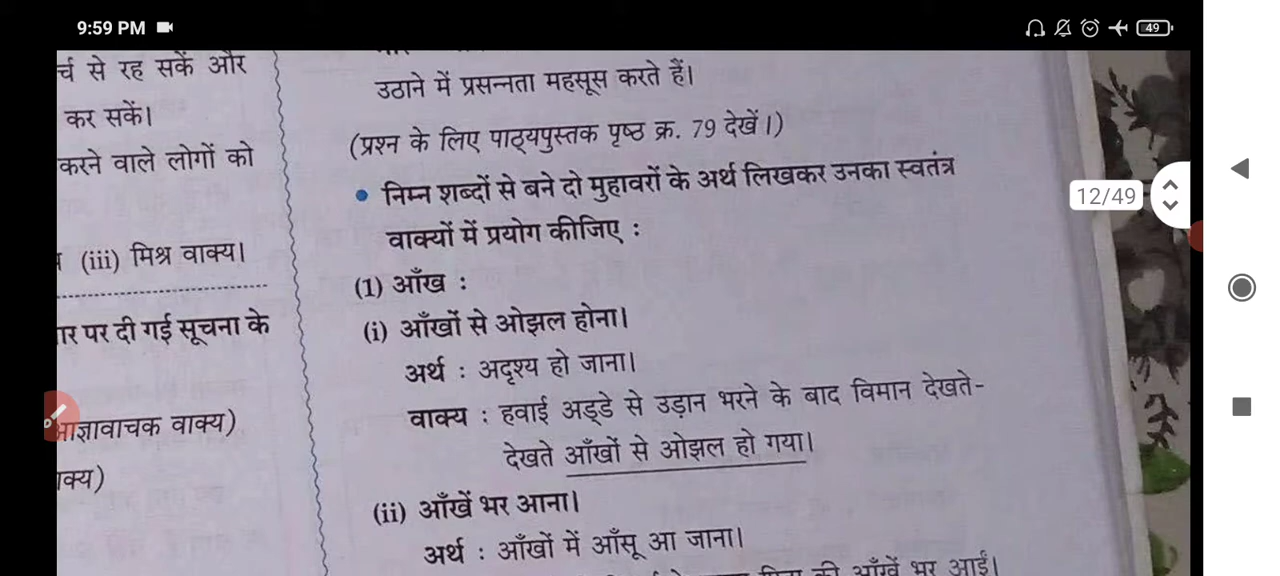 9:59 PM
49
र्च से रह सकें और
कर सकें।
करने वाले लोगों को
(iii) मिश्र वाक्य।
पर दी गई सूचना के
आज्ञावाचक वाक्य)
उठाने में प्रसन्नता महसूस करते हैं।
(प्रश्न के लिए पाठ्यपुस्तक पृष्ठ क्र. 79 देखें।)
• निम्न शब्दों से बने दो मुहावरों के अर्थ लिखकर उनका स्वतंत्र
वाक्यों में प्रयोग कीजिए :
(1) आँख :
(i) आँखों से ओझल होना।
अर्थ : अदृश्य हो जाना।
वाक्य : हवाई अड्डे से उड़ान भरने के बाद विमान देखते-
देखते आँखों से ओझल हो गया।
(ii) आँखें भर आना।
अर्थ : आँखों में आँसू आ जाना।
की आँखें भर आईं।
12/49